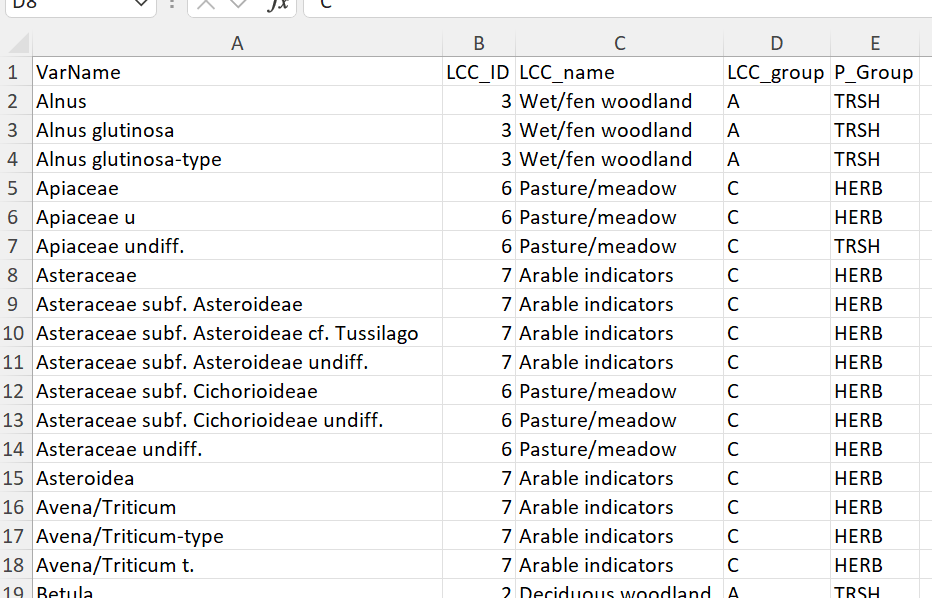 D8 fx C
A B C D E
1 VarName LCC_ID LCC_name LCC_group P_Group
2 Alnus 3 Wet/fen woodland A TRSH
3 Alnus glutinosa 3 Wet/fen woodland A TRSH
4 Alnus glutinosa-type 3 Wet/fen woodland A TRSH
5 Apiaceae 6 Pasture/meadow C HERB
6 Apiaceae u 6 Pasture/meadow C HERB
7 Apiaceae undiff. 6 Pasture/meadow C TRSH
8 Asteraceae 7 Arable indicators C HERB
9 Asteraceae subf. Asteroideae 7 Arable indicators C HERB
10 Asteraceae subf. Asteroideae cf. Tussilago 7 Arable indicators C HERB
11 Asteraceae subf. Asteroideae undiff. 7 Arable indicators C HERB
12 Asteraceae subf. Cichorioideae 6 Pasture/meadow C HERB
13 Asteraceae subf. Cichorioideae undiff. 6 Pasture/meadow C HERB
14 Asteraceae undiff. 6 Pasture/meadow C HERB
15 Asteroidea 7 Arable indicators C HERB
16 Avena/Triticum 7 Arable indicators C HERB
17 Avena/Triticum-type 7 Arable indicators C HERB
18 Avena/Triticum t. 7 Arable indicators C HERB
19 Betula 2 Deciduous woodland A TRSH